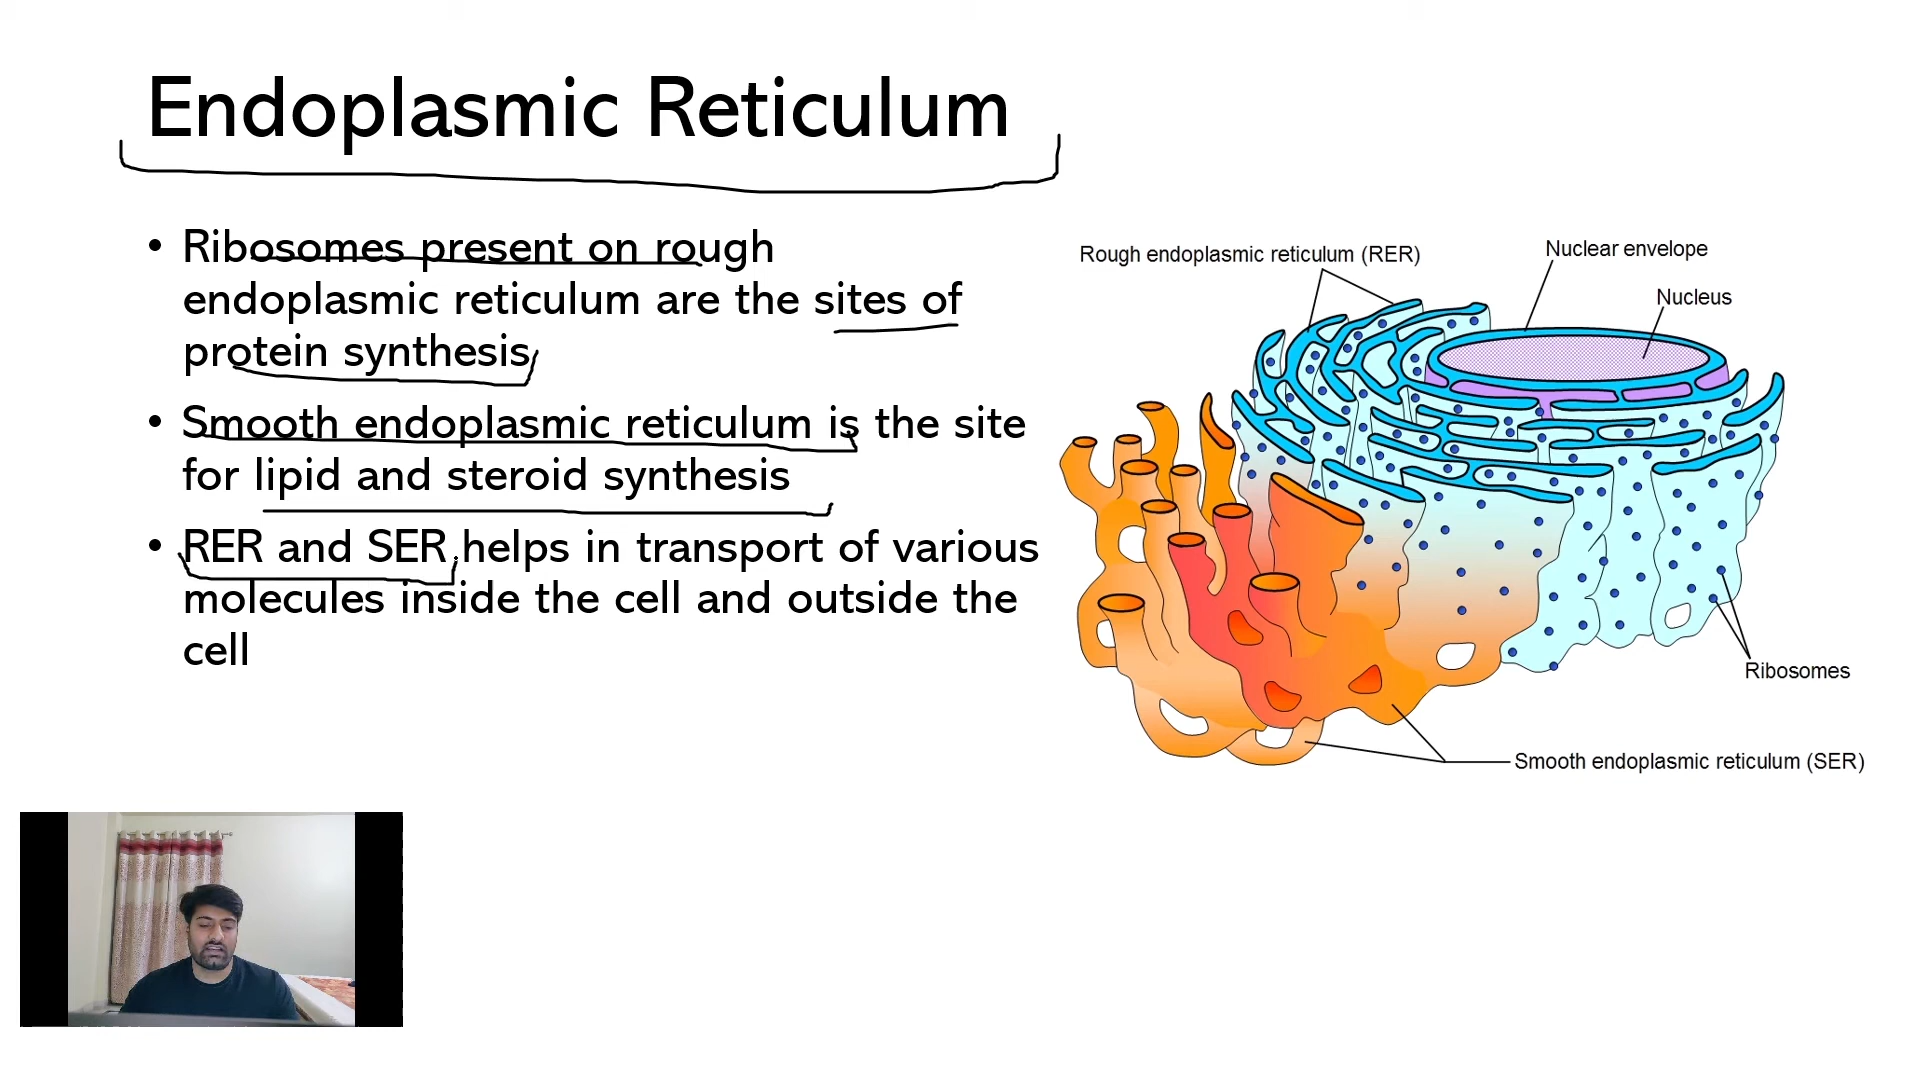 Endoplasmic Reticulum
• Ribosomes present on rough
endoplasmic reticulum are the sites of
protein synthesis
• Smooth endoplasmic reticulum is the site
for lipid and steroid synthesis
• RER and SER helps in transport of various
molecules inside the cell and outside the
cell
Rough endoplasmic reticulum (RER)
Nuclear envelope
Nucleus
Ribosomes
Smooth endoplasmic reticulum (SER)